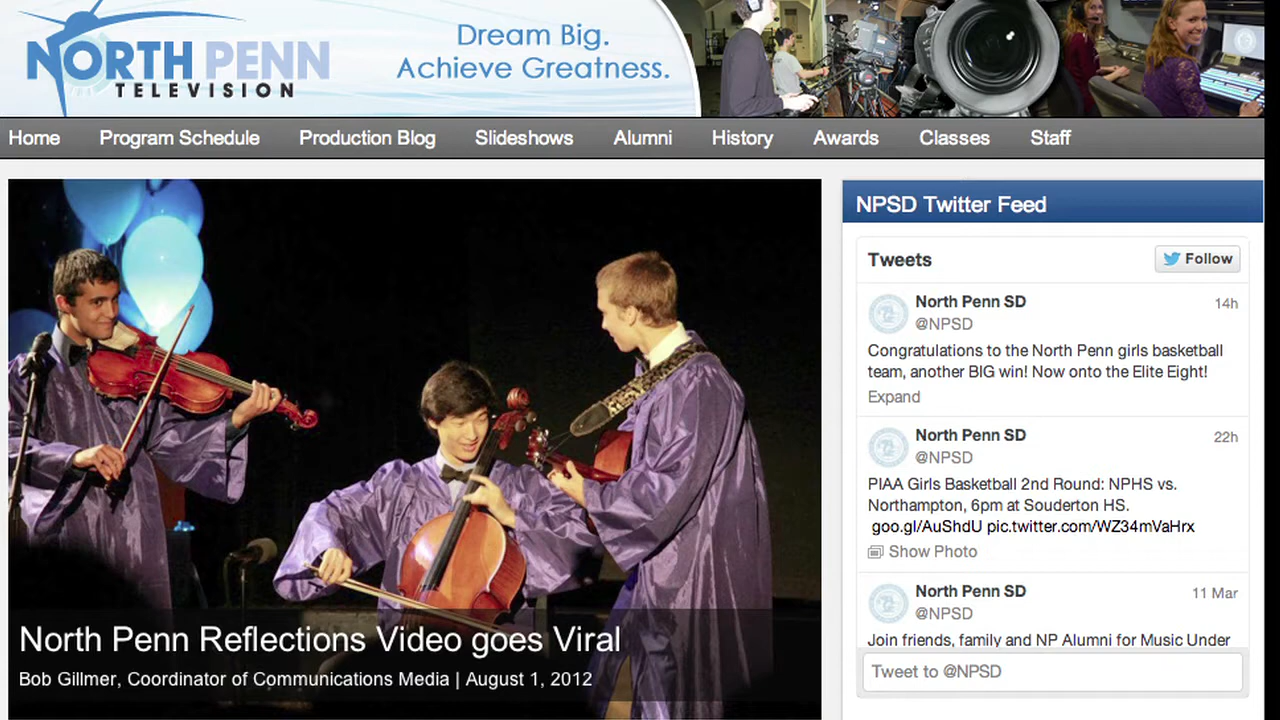 NORTH PENN
TELEVISION
Dream Big.
Achieve Greatness.
Home Program Schedule Production Blog Slideshows Alumni History Awards Classes Staff
North Penn Reflections Video goes Viral
Bob Gillmer, Coordinator of Communications Media | August 1, 2012
NPSD Twitter Feed
Tweets Follow
North Penn SD 14h
@NPSD
Congratulations to the North Penn girls basketball
team, another BIG win! Now onto the Elite Eight!
Expand
North Penn SD 22h
@NPSD
PIAA Girls Basketball 2nd Round: NPHS vs.
Northampton, 6pm at Souderton HS.
goo.gl/AuShdU pic.twitter.com/WZ34mVaHrx
Show Photo
North Penn SD 11 Mar
@NPSD
Join friends, family and NP Alumni for Music Under
Tweet to @NPSD